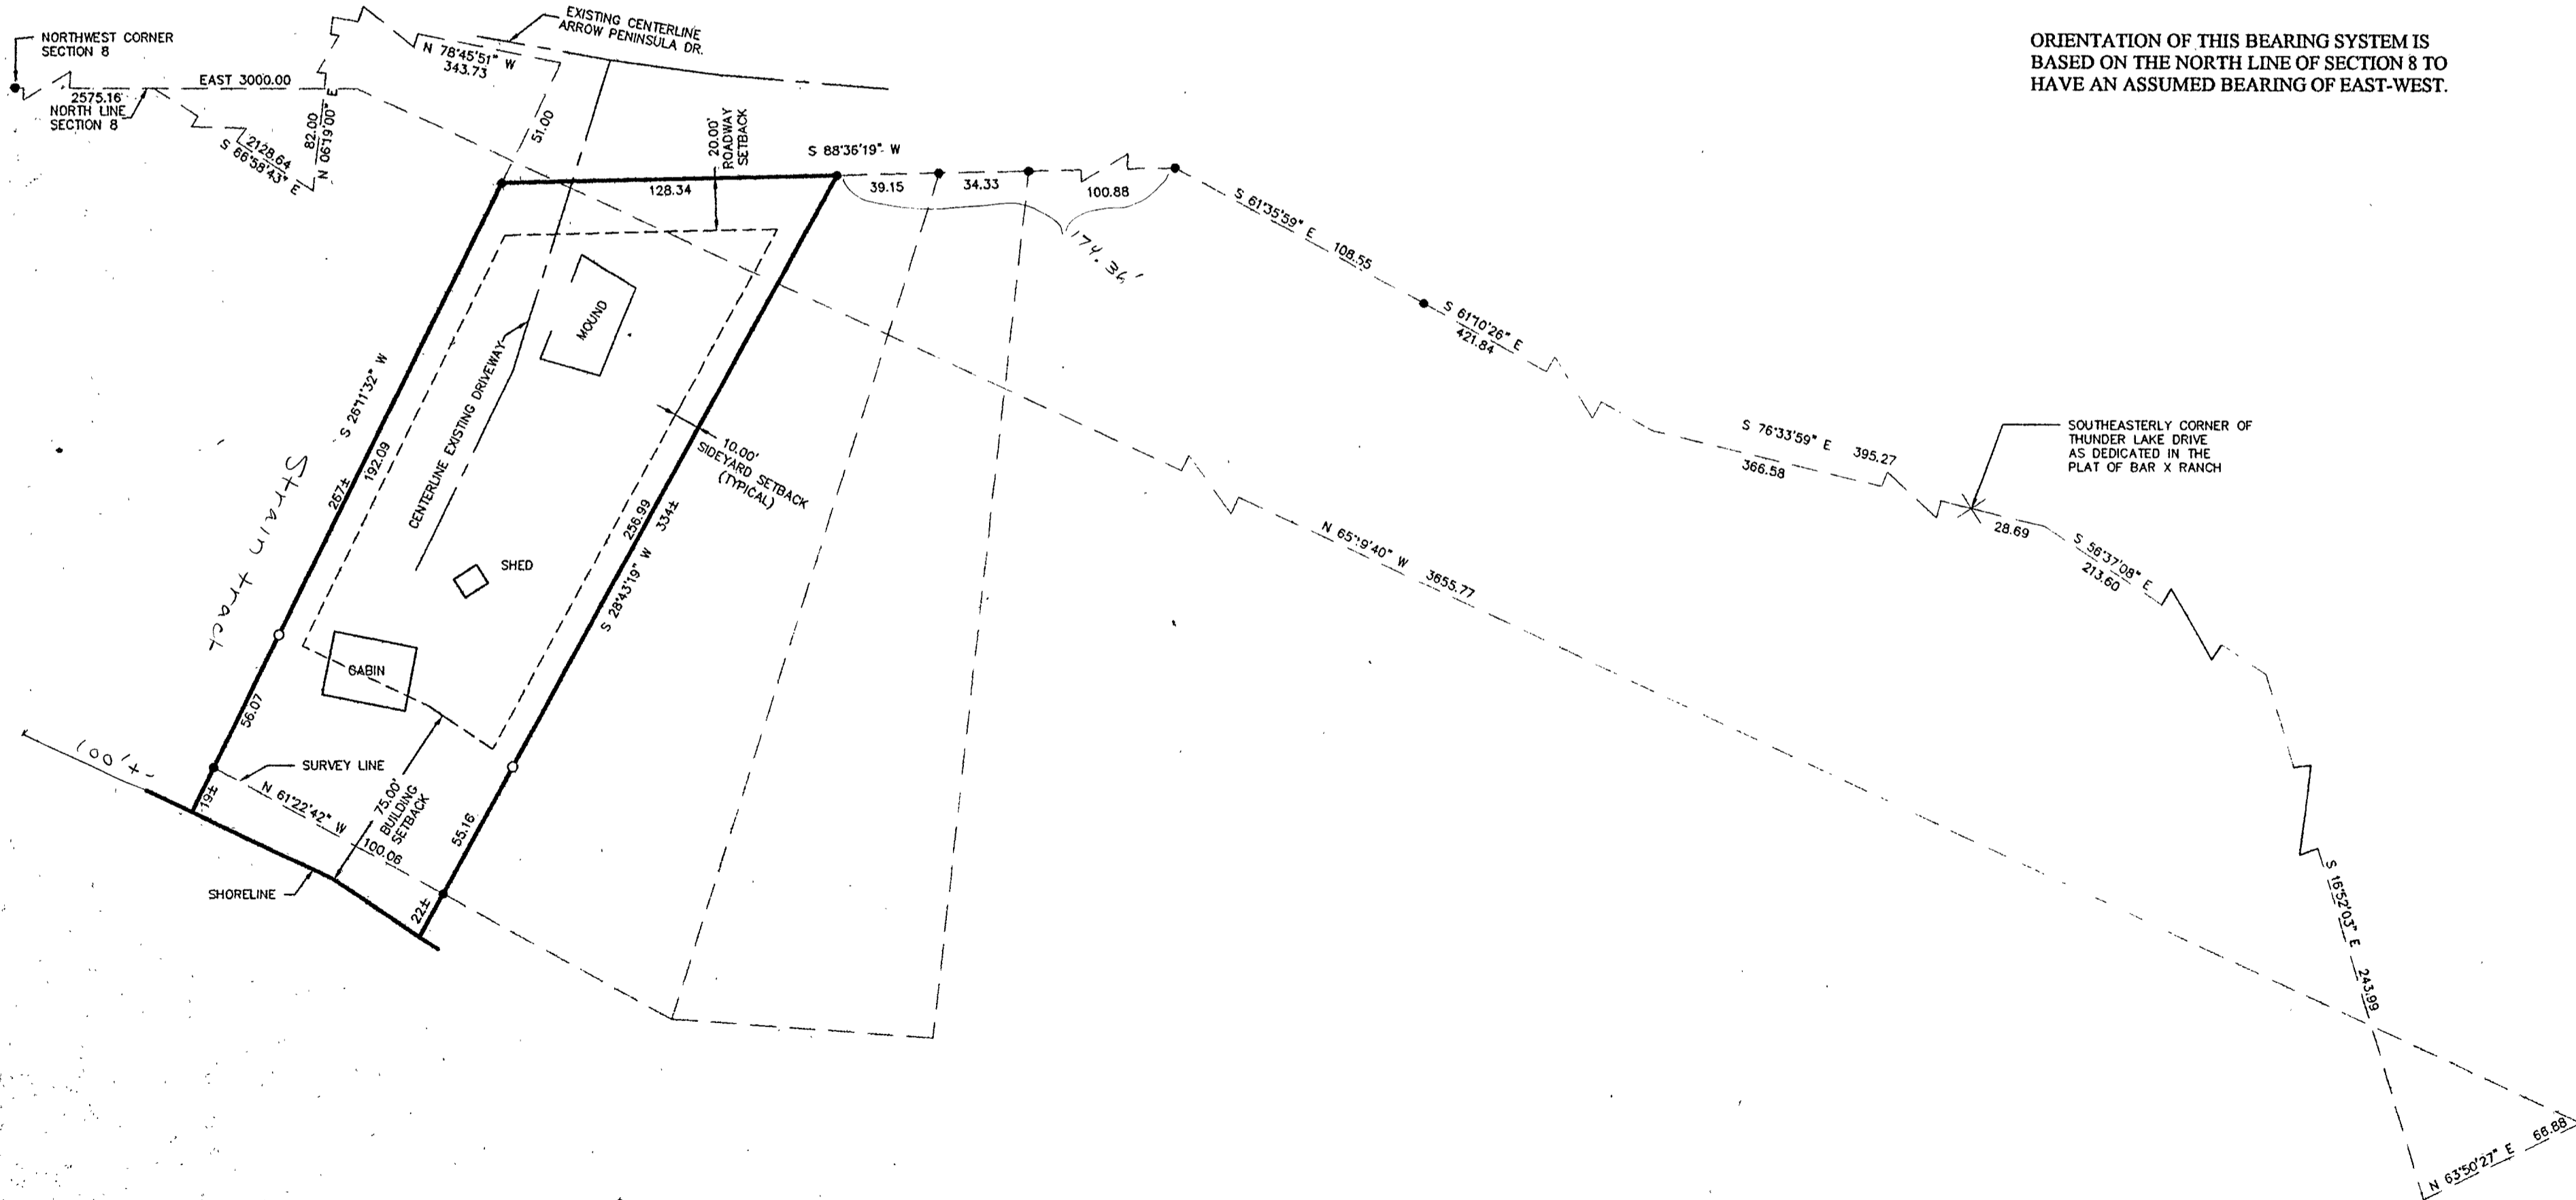 ORIENTATION OF THIS BEARING SYSTEM IS
BASED ON THE NORTH LINE OF SECTION 8 TO
HAVE AN ASSUMED BEARING OF EAST-WEST.
NORTHWEST CORNER
SECTION 8
EAST 3000.00
2575.16
NORTH LINE
SECTION 8
2128.64
S 66°58'43" E
82.00
N 06°19'00" E
N 78°45'51" W
343.73
EXISTING CENTERLINE
ARROW PENINSULA DR.
51.00
20.00'
ROADWAY
SETBACK
S 88°36'19" W
128.34
39.15
34.33
100.88
174.36'
S 61°35'59" E 108.55
S 61°10'26" E
421.84
S 76°33'59" E 395.27
366.58
SOUTHEASTERLY CORNER OF
THUNDER LAKE DRIVE
AS DEDICATED IN THE
PLAT OF BAR X RANCH
28.69
S 56°37'08" E
213.60
S 16°52'03" E 243.99
N 63°50'27" E 66.88
N 65°19'40" W 3655.77
MOUND
CENTERLINE EXISTING DRIVEWAY
S 26°11'32" W
267±
192.09
Strain tract
10.00'
SIDEYARD SETBACK
(TYPICAL)
256.99
334±
S 28°43'19" W
SHED
CABIN
56.07
100'+-
SURVEY LINE
19±
N 61°22'42" W
100.06
75.00'
BUILDING
SETBACK
55.16
22±
SHORELINE